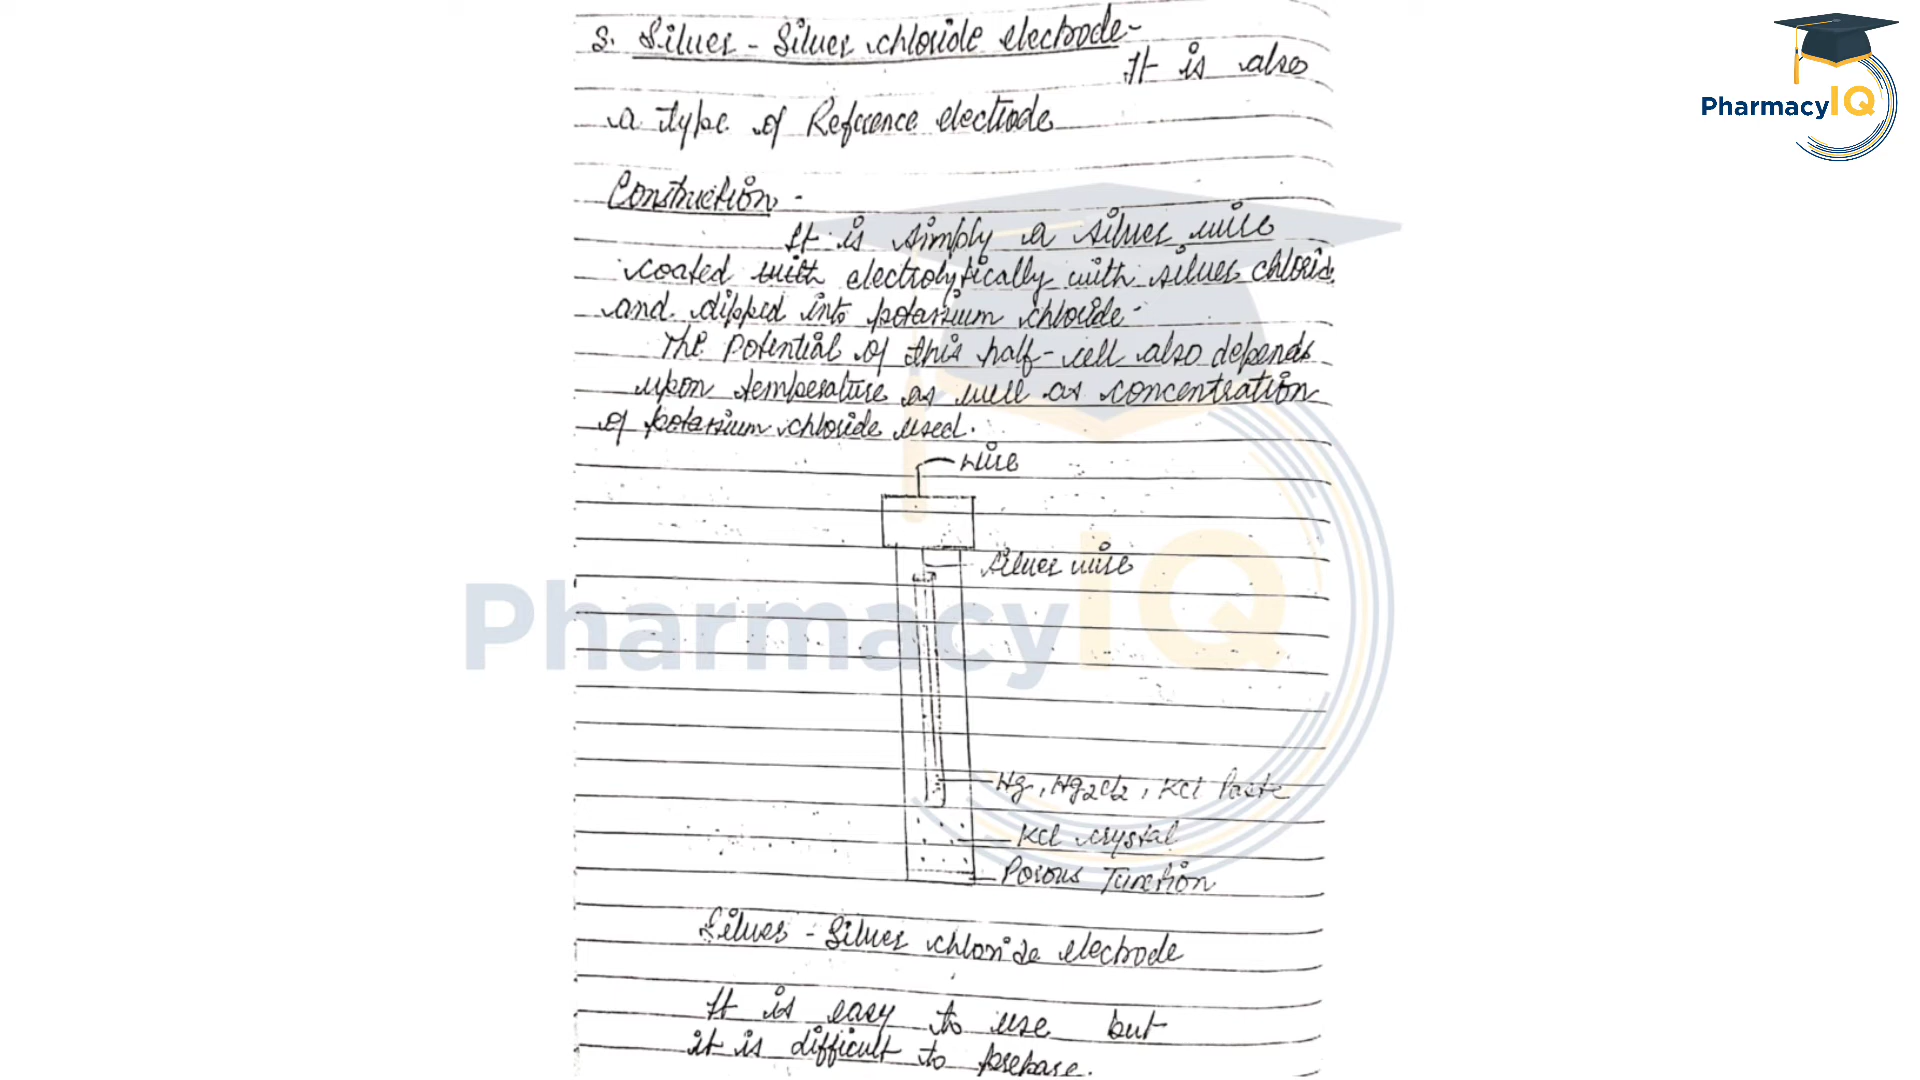 PharmacyIQ
3. Silver - Silver chloride electrode-
It is also
a type of Reference electrode
Construction -
It is simply a silver wire
coated with electrolytically with silver chloride
and dipped into potassium chloride-
The Potential of this half-cell also depends
upon temperature as well as concentration
of potassium chloride used.
wire
silver wire
PharmacyIQ
Hg, Hg2Cl2, KCl Paste
KCl crystal
Porous Junction
Silver - Silver chloride electrode
It is easy to use but
it is difficult to prepare.